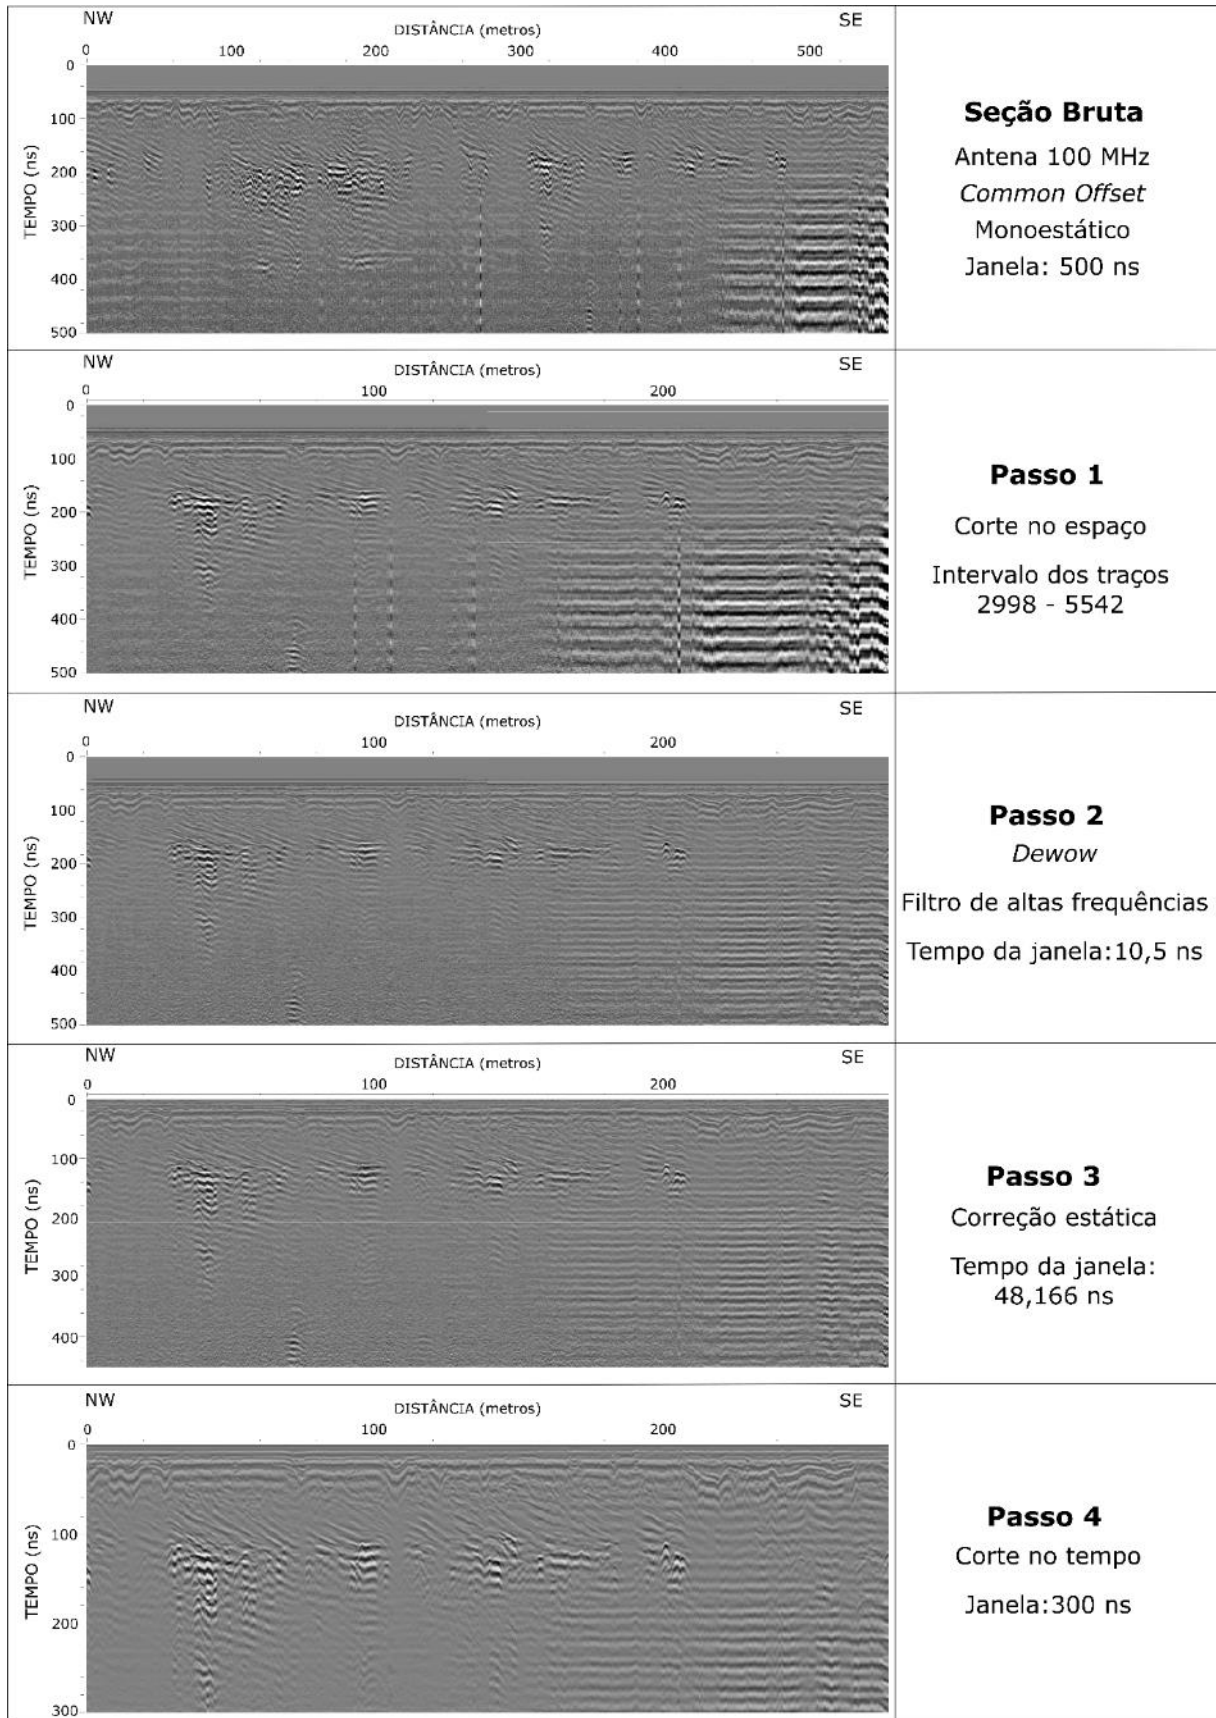 NW
DISTÂNCIA (metros)
SE
0 100 200 300 400 500
TEMPO (ns)
0
100
200
300
400
500
Seção Bruta
Antena 100 MHz
Common Offset
Monoestático
Janela: 500 ns
NW
DISTÂNCIA (metros)
SE
0 100 200
TEMPO (ns)
0
100
200
300
400
500
Passo 1
Corte no espaço
Intervalo dos traços
2998 - 5542
NW
DISTÂNCIA (metros)
SE
0 100 200
TEMPO (ns)
0
100
200
300
400
500
Passo 2
Dewow
Filtro de altas frequências
Tempo da janela:10,5 ns
NW
DISTÂNCIA (metros)
SE
0 100 200
TEMPO (ns)
0
100
200
300
400
Passo 3
Correção estática
Tempo da janela:
48,166 ns
NW
DISTÂNCIA (metros)
SE
0 100 200
TEMPO (ns)
0
100
200
300
Passo 4
Corte no tempo
Janela:300 ns